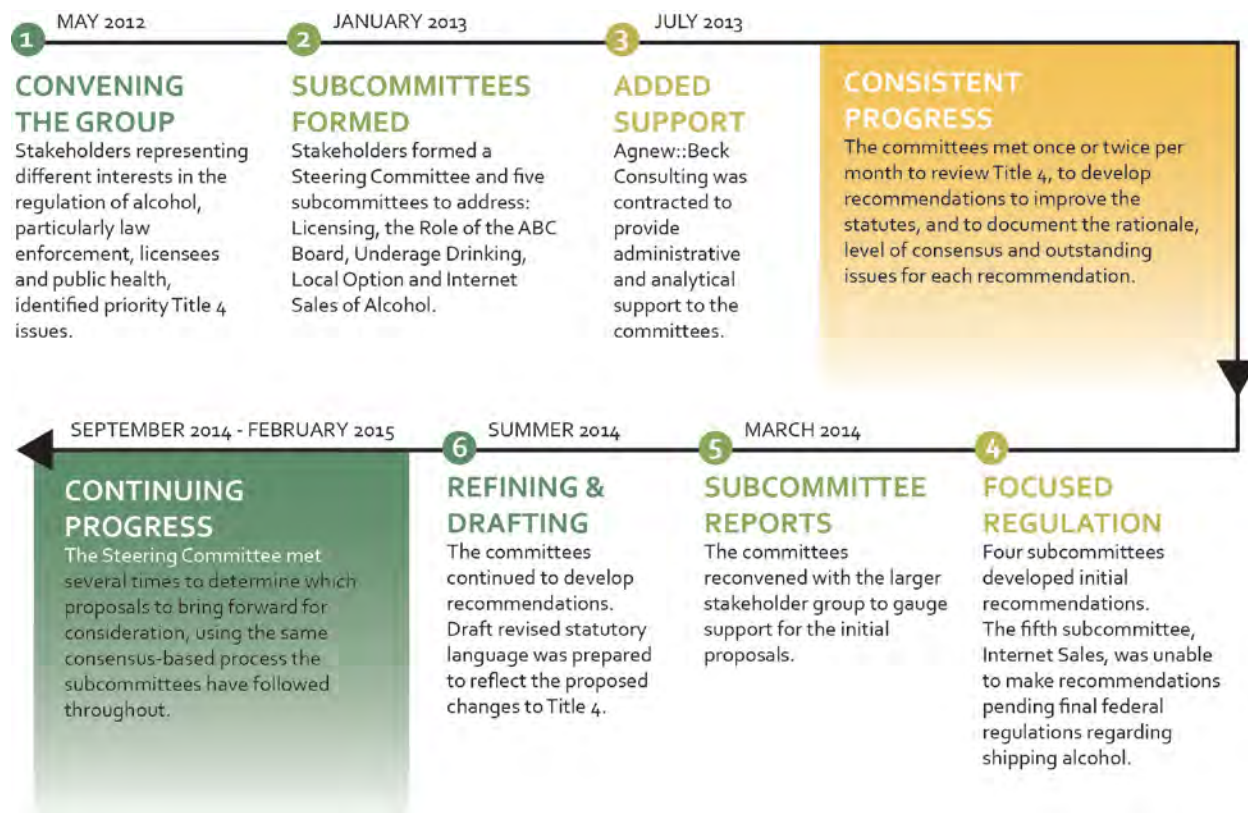 MAY 2012
1
CONVENING
THE GROUP
Stakeholders representing
different interests in the
regulation of alcohol,
particularly law
enforcement, licensees
and public health,
identified priority Title 4
issues.
JANUARY 2013
2
SUBCOMMITTEES
FORMED
Stakeholders formed a
Steering Committee and five
subcommittees to address:
Licensing, the Role of the ABC
Board, Underage Drinking,
Local Option and Internet
Sales of Alcohol.
JULY 2013
3
ADDED
SUPPORT
Agnew::Beck
Consulting was
contracted to
provide
administrative
and analytical
support to the
committees.
CONSISTENT
PROGRESS
The committees met once or twice per
month to review Title 4, to develop
recommendations to improve the
statutes, and to document the rationale,
level of consensus and outstanding
issues for each recommendation.
4
FOCUSED
REGULATION
Four subcommittees
developed initial
recommendations.
The fifth subcommittee,
Internet Sales, was unable
to make recommendations
pending final federal
regulations regarding
shipping alcohol.
MARCH 2014
5
SUBCOMMITTEE
REPORTS
The committees
reconvened with the larger
stakeholder group to gauge
support for the initial
proposals.
SUMMER 2014
6
REFINING &
DRAFTING
The committees
continued to develop
recommendations.
Draft revised statutory
language was prepared
to reflect the proposed
changes to Title 4.
SEPTEMBER 2014 - FEBRUARY 2015
CONTINUING
PROGRESS
The Steering Committee met
several times to determine which
proposals to bring forward for
consideration, using the same
consensus-based process the
subcommittees have followed
throughout.